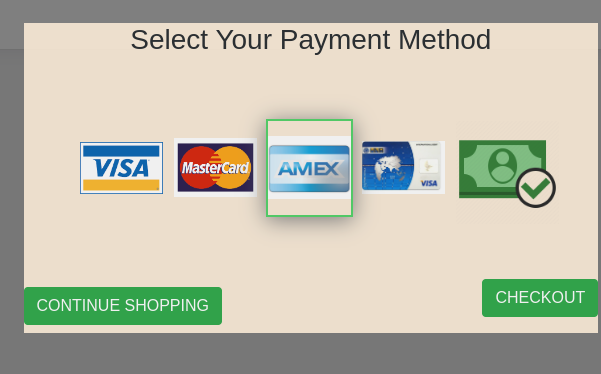 Select Your Payment Method
VISA
MasterCard
AMEX
VISA
CONTINUE SHOPPING
CHECKOUT